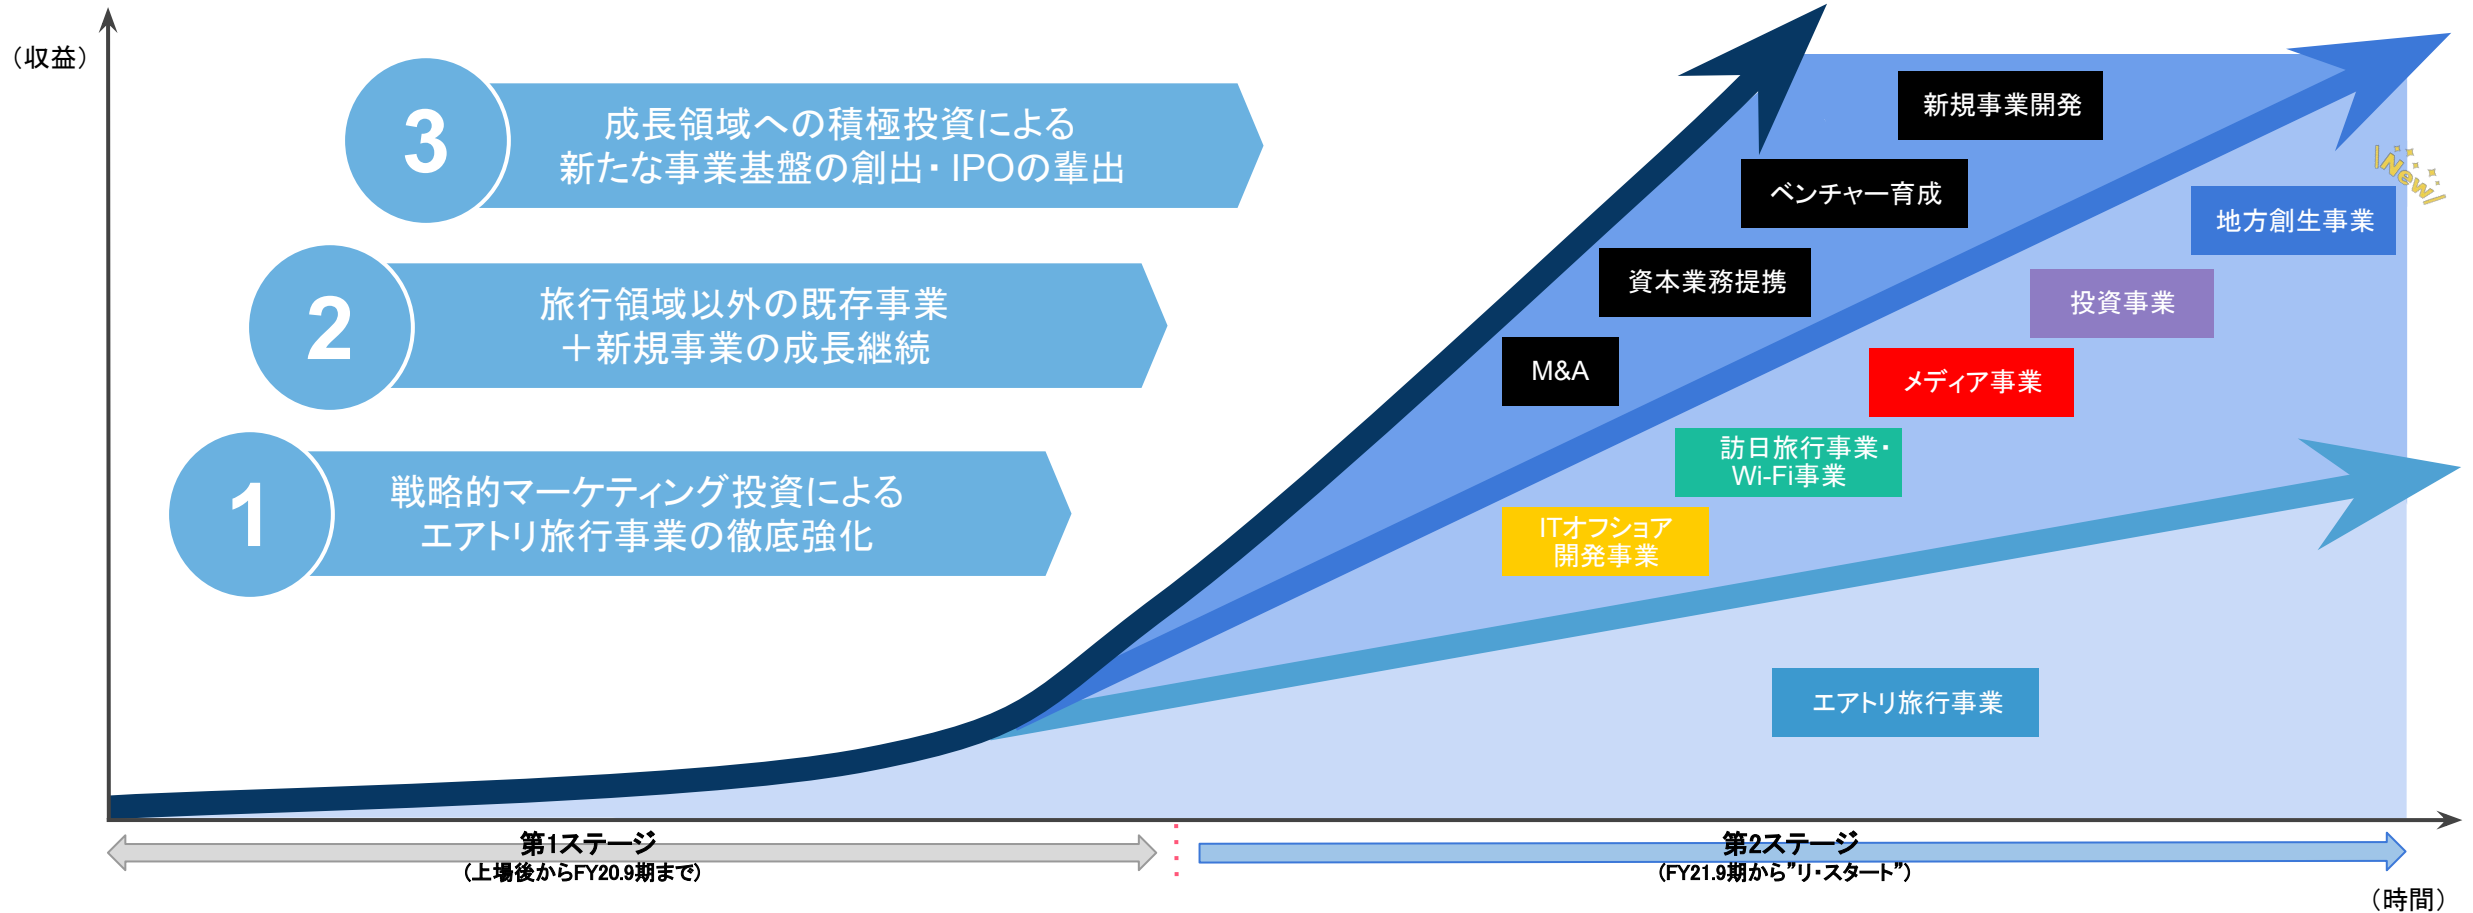 （収益）
3
成長領域への積極投資による
新たな事業基盤の創出・IPOの輩出
2
旅行領域以外の既存事業
＋新規事業の成長継続
1
戦略的マーケティング投資による
エアトリ旅行事業の徹底強化
新規事業開発
ベンチャー育成
資本業務提携
M&A
New
地方創生事業
投資事業
メディア事業
訪日旅行事業・
Wi-Fi事業
ITオフショア
開発事業
エアトリ旅行事業
第1ステージ
（上場後からFY20.9期まで）
第2ステージ
（FY21.9期から”リ・スタート”）
（時間）